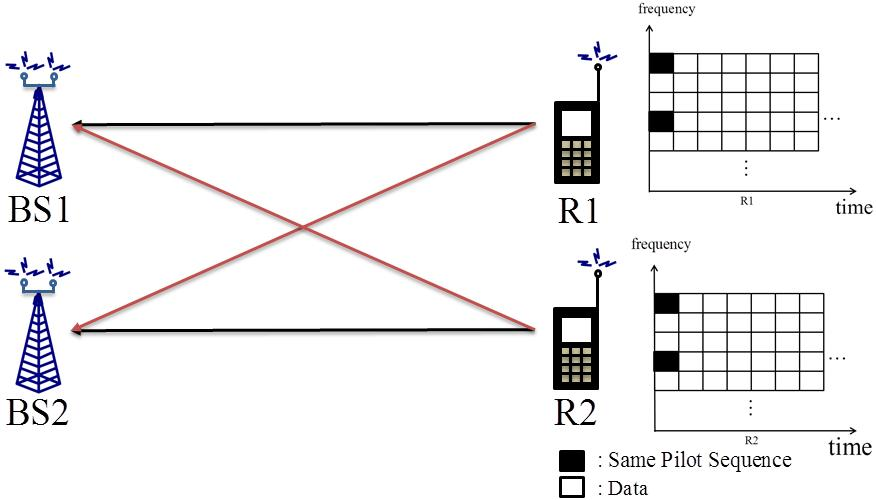 frequency
BS1
R1
...
⋮
R1
time
frequency
BS2
R2
...
⋮
R2
time
: Same Pilot Sequence
: Data